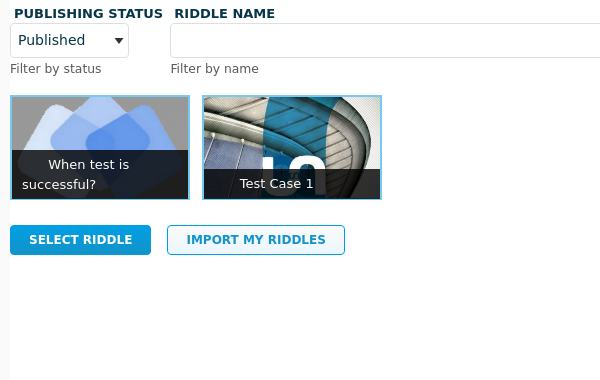 PUBLISHING STATUS RIDDLE NAME
Published
Filter by status Filter by name
When test is
successful?
Test Case 1
SELECT RIDDLE IMPORT MY RIDDLES